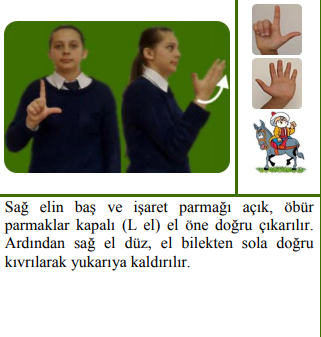 Sağ elin baş ve işaret parmağı açık, öbür
parmaklar kapalı (L el) el öne doğru çıkarılır.
Ardından sağ el düz, el bilekten sola doğru
kıvrılarak yukarıya kaldırılır.